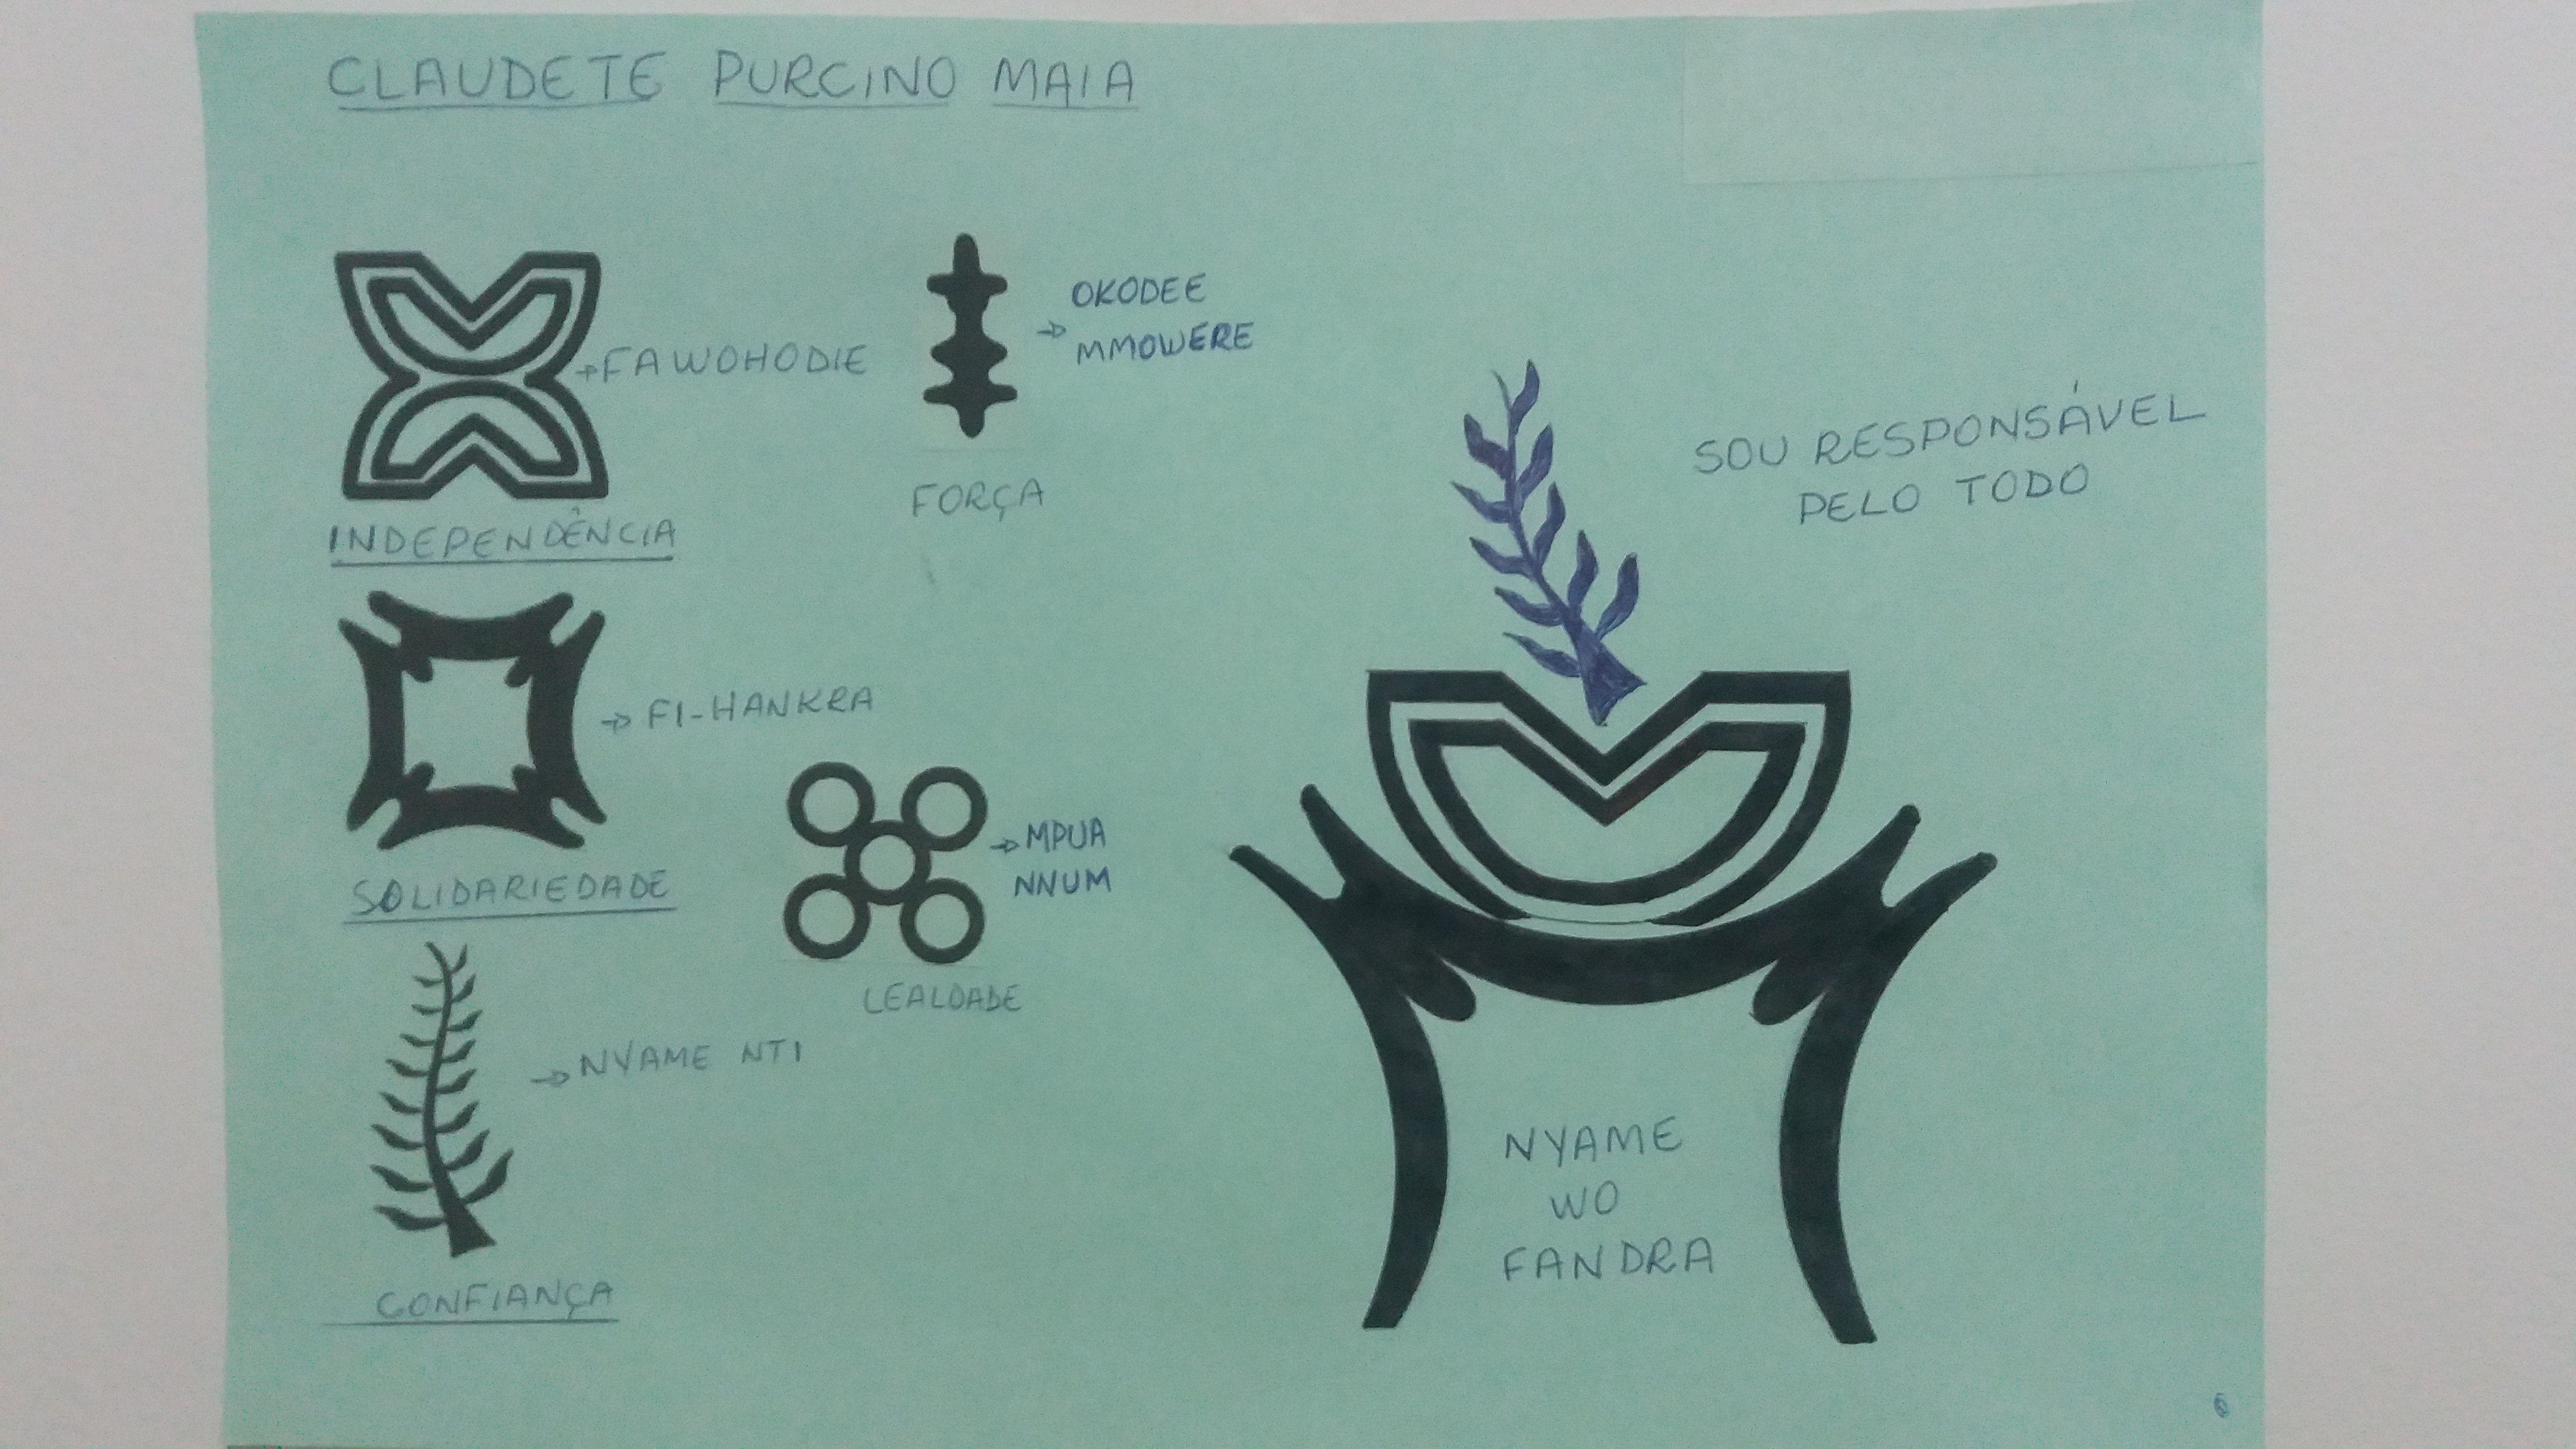 CLAUDETE PURCINO MAIA
FAWOHODIE
INDEPENDÊNCIA
OKODEE
MMOWERE
FORÇA
FI-HANKRA
SOLIDARIEDADE
MPUA
NNUM
LEALDADE
NYAME NTI
CONFIANÇA
SOU RESPONSÁVEL
PELO TODO
NYAME
WO
FANDRA